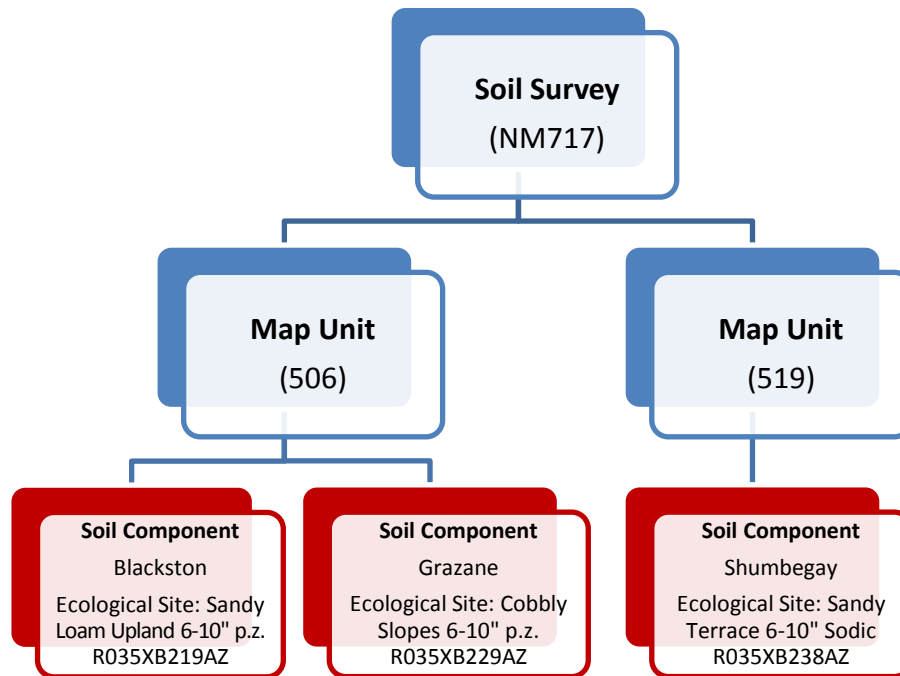 Soil Survey
(NM717)
Map Unit
(506)
Map Unit
(519)
Soil Component
Blackston
Ecological Site: Sandy
Loam Upland 6-10" p.z.
R035XB219AZ
Soil Component
Grazane
Ecological Site: Cobbly
Slopes 6-10" p.z.
R035XB229AZ
Soil Component
Shumbegay
Ecological Site: Sandy
Terrace 6-10" Sodic
R035XB238AZ